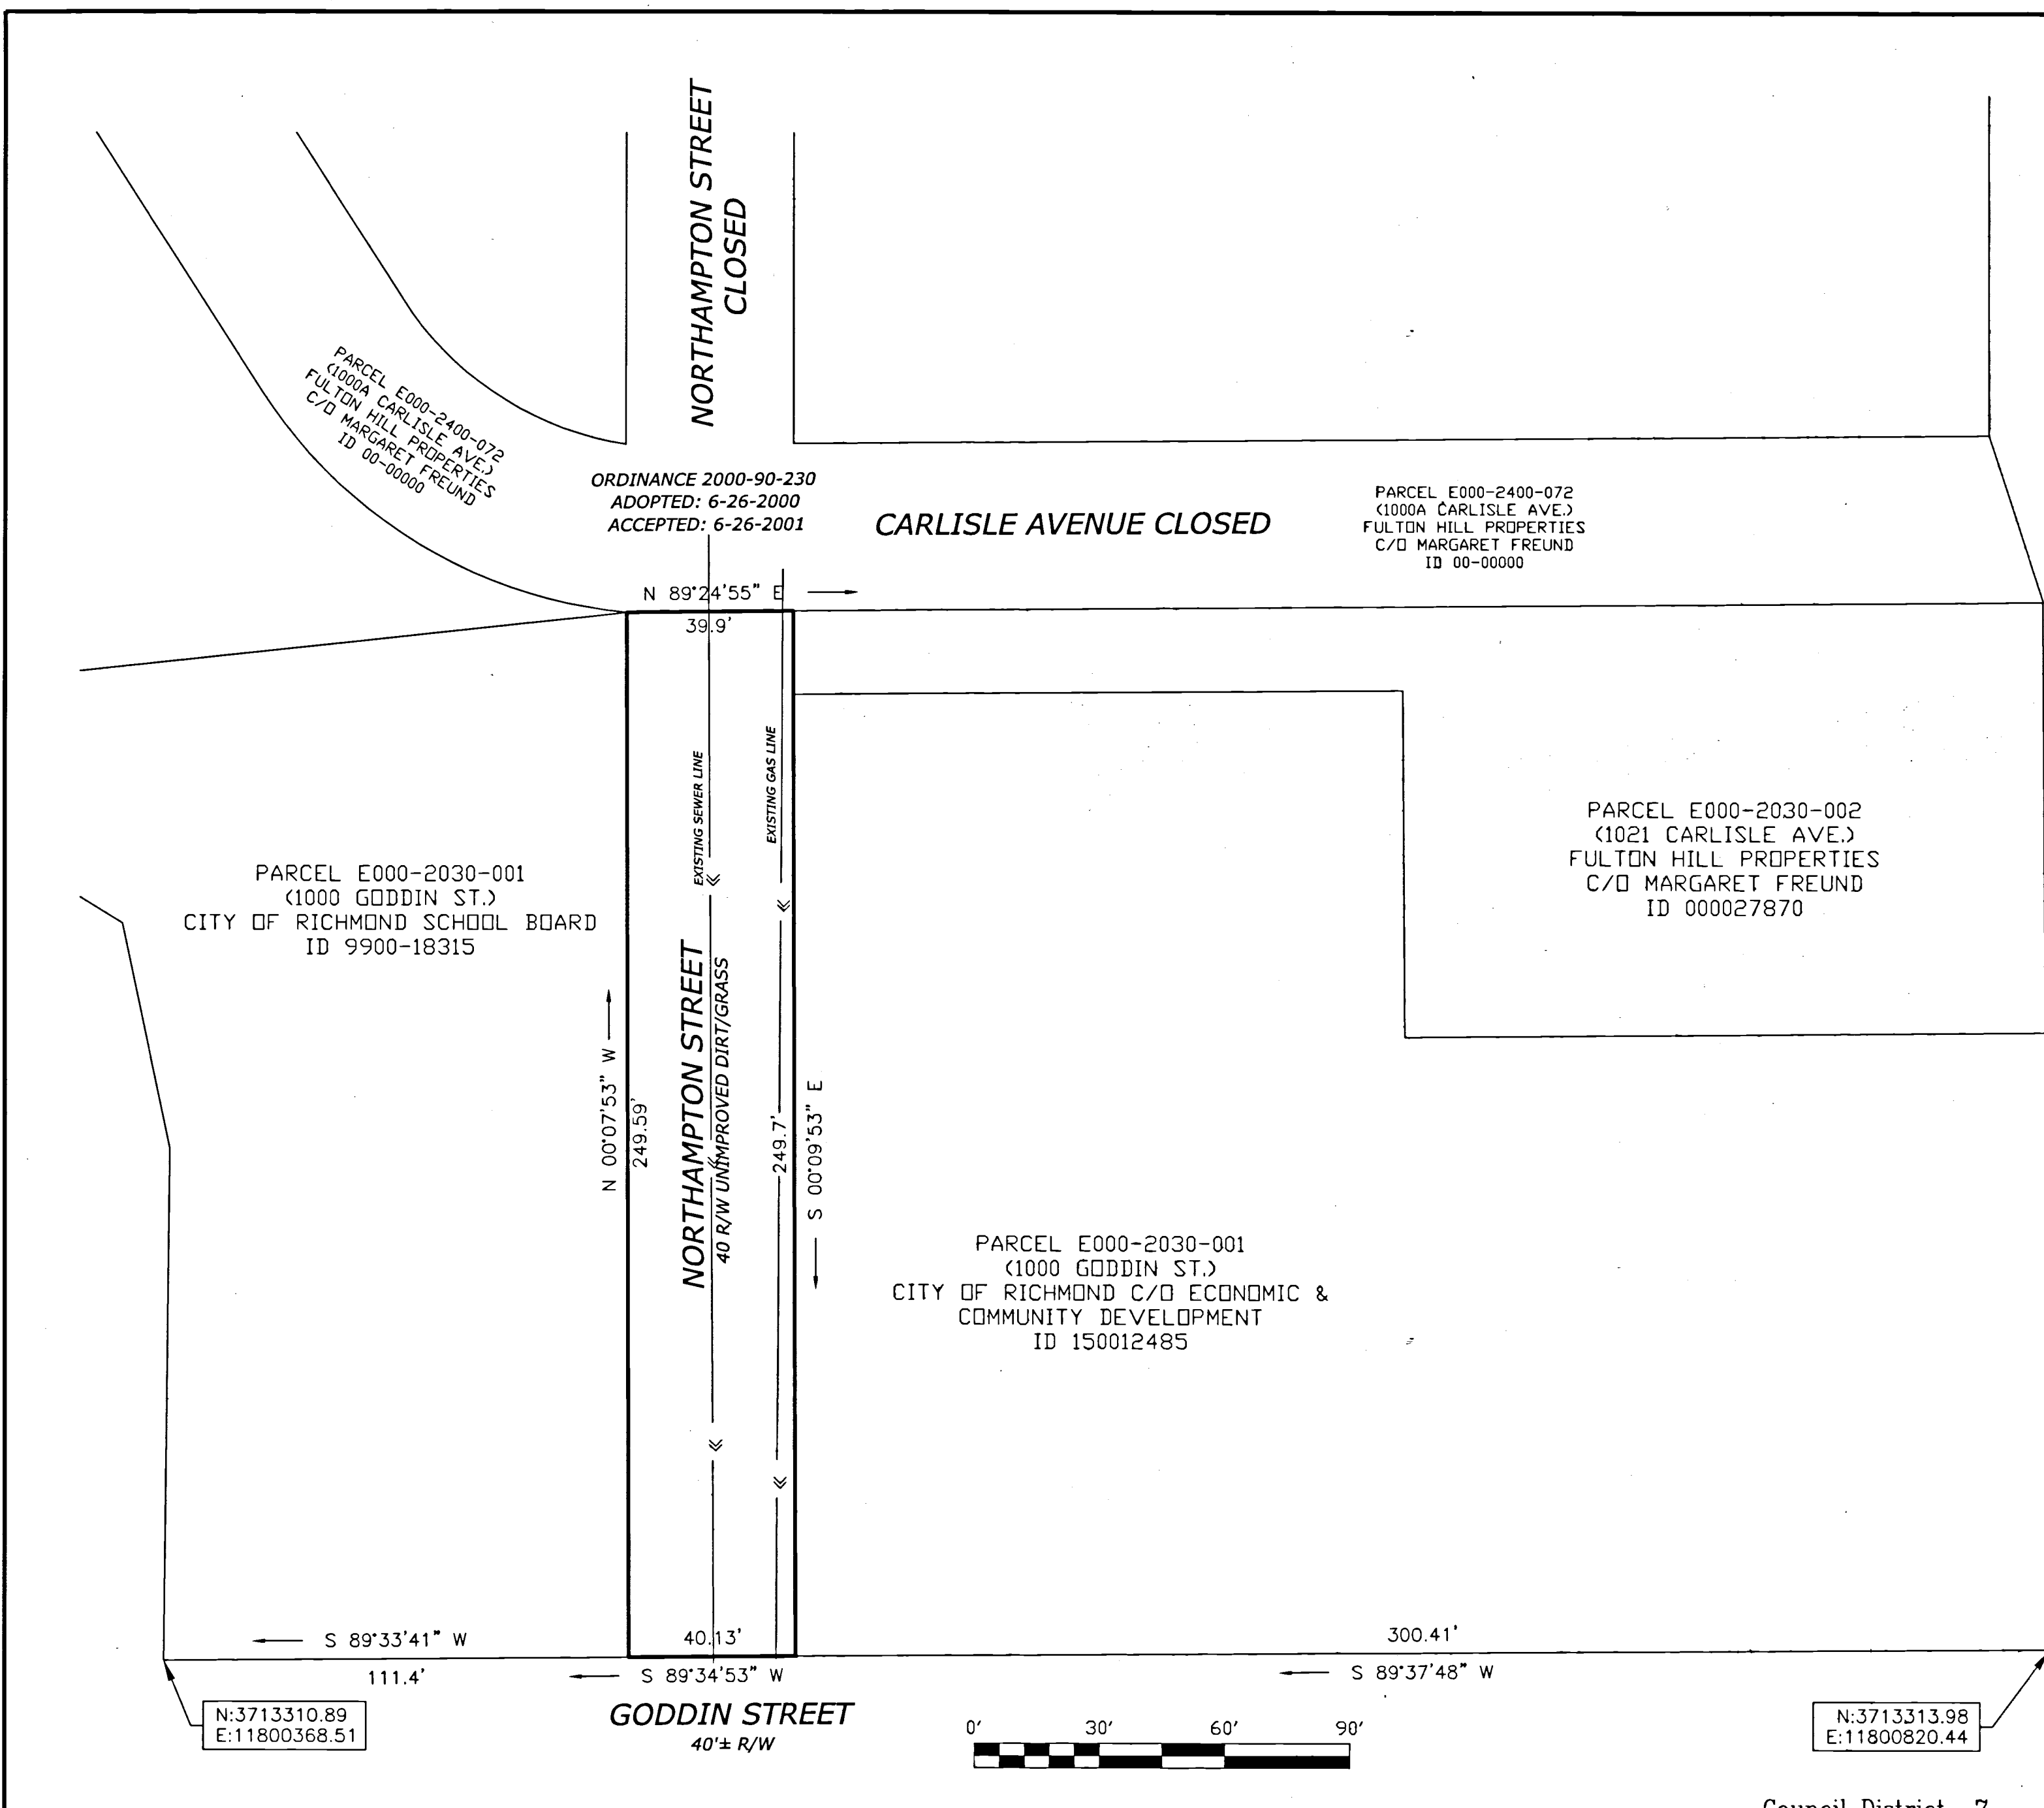 NORTHAMPTON STREET
CLOSED
PARCEL E000-2400-072
(1000A CARLISLE AVE.)
FULTON HILL PROPERTIES
C/O MARGARET FREUND
ID 00-00000
ORDINANCE 2000-90-230
ADOPTED: 6-26-2000
ACCEPTED: 6-26-2001
CARLISLE AVENUE CLOSED
PARCEL E000-2400-072
(1000A CARLISLE AVE.)
FULTON HILL PROPERTIES
C/O MARGARET FREUND
ID 00-00000
N 89°24'55" E
39.9'
EXISTING SEWER LINE
EXISTING GAS LINE
PARCEL E000-2030-001
(1000 GODDIN ST.)
CITY OF RICHMOND SCHOOL BOARD
ID 9900-18315
PARCEL E000-2030-002
(1021 CARLISLE AVE.)
FULTON HILL PROPERTIES
C/O MARGARET FREUND
ID 000027870
N 00°07'53" W
249.59'
NORTHAMPTON STREET
40 R/W UNIMPROVED DIRT/GRASS
249.7'
S 00°09'53" E
PARCEL E000-2030-001
(1000 GODDIN ST.)
CITY OF RICHMOND C/O ECONOMIC &
COMMUNITY DEVELOPMENT
ID 150012485
S 89°33'41" W
111.4'
40.13'
S 89°34'53" W
300.41'
S 89°37'48" W
N:3713310.89
E:11800368.51
GODDIN STREET
40'± R/W
0' 30' 60' 90'
N:3713313.98
E:11800820.44
Council District 7